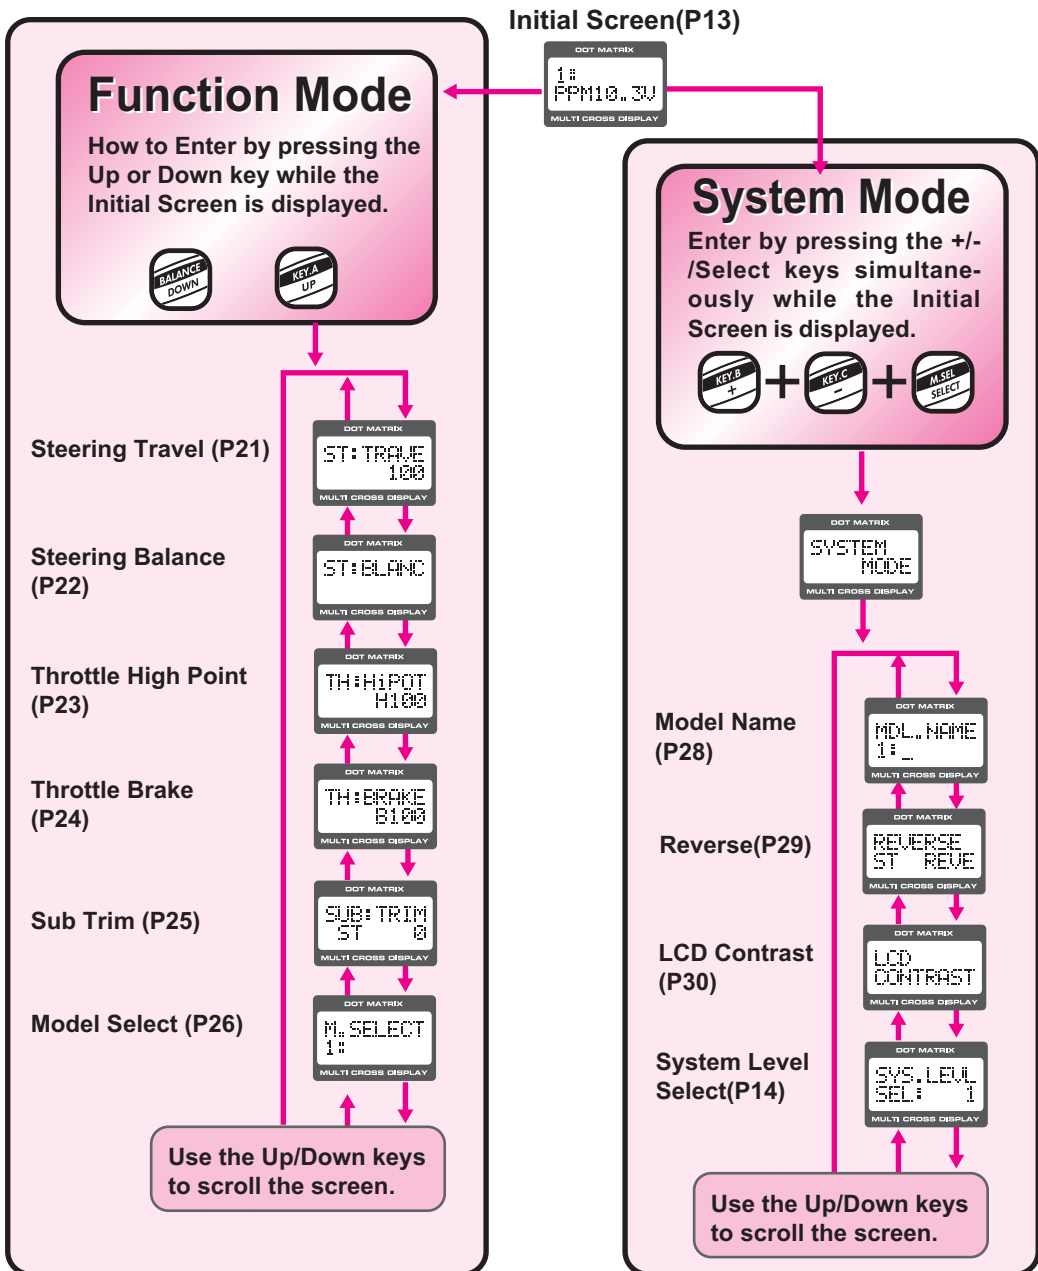 Initial Screen(P13)
DOT MATRIX
1:
PPM10.3V
MULTI CROSS DISPLAY
Function Mode
How to Enter by pressing the
Up or Down key while the
Initial Screen is displayed.
BALANCE
DOWN
KEY.A
UP
Steering Travel (P21)
DOT MATRIX
ST:TRAVE
100
MULTI CROSS DISPLAY
Steering Balance
(P22)
DOT MATRIX
ST:BLANC
MULTI CROSS DISPLAY
Throttle High Point
(P23)
DOT MATRIX
TH:HiPOT
H100
MULTI CROSS DISPLAY
Throttle Brake
(P24)
DOT MATRIX
TH:BRAKE
B100
MULTI CROSS DISPLAY
Sub Trim (P25)
DOT MATRIX
SUB:TRIM
ST 0
MULTI CROSS DISPLAY
Model Select (P26)
DOT MATRIX
M.SELECT
1:
MULTI CROSS DISPLAY
Use the Up/Down keys
to scroll the screen.
System Mode
Enter by pressing the +/-
/Select keys simultane-
ously while the Initial
Screen is displayed.
KEY.B
+
+
KEY.C
-
+
M.SEL
SELECT
DOT MATRIX
SYSTEM
MODE
MULTI CROSS DISPLAY
Model Name
(P28)
DOT MATRIX
MDL.NAME
1:_
MULTI CROSS DISPLAY
Reverse(P29)
DOT MATRIX
REVERSE
ST REVE
MULTI CROSS DISPLAY
LCD Contrast
(P30)
DOT MATRIX
LCD
CONTRAST
MULTI CROSS DISPLAY
System Level
Select(P14)
DOT MATRIX
SYS.LEVL
SEL: 1
MULTI CROSS DISPLAY
Use the Up/Down keys
to scroll the screen.